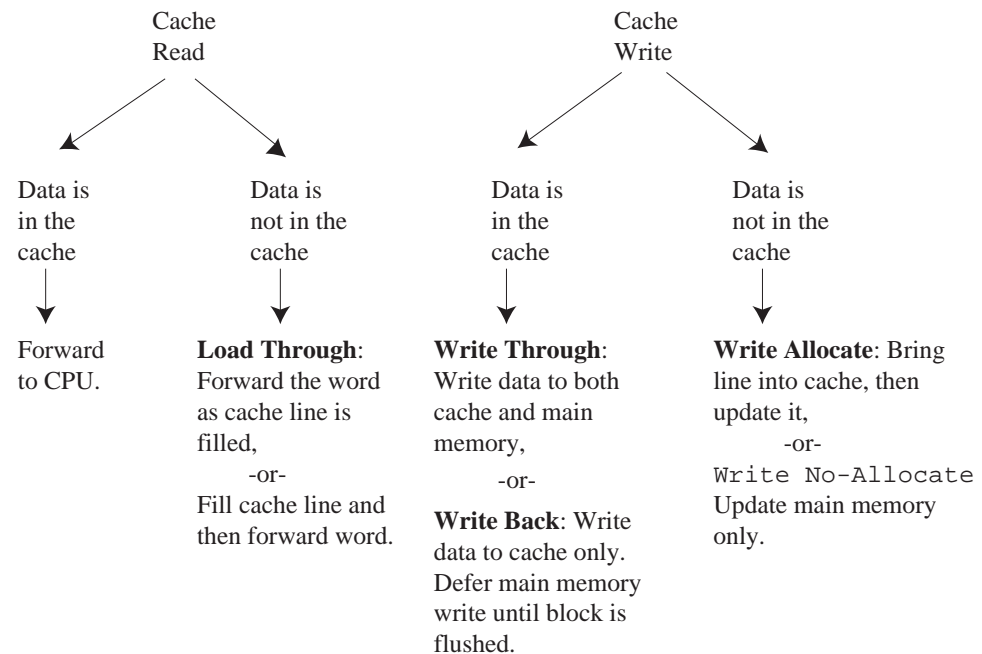 Cache
Read
Cache
Write
Data is
in the
cache
Data is
not in the
cache
Data is
in the
cache
Data is
not in the
cache
Forward
to CPU.
Load Through:
Forward the word
as cache line is
filled,
-or-
Fill cache line and
then forward word.
Write Through:
Write data to both
cache and main
memory,
-or-
Write Back: Write
data to cache only.
Defer main memory
write until block is
flushed.
Write Allocate: Bring
line into cache, then
update it,
-or-
Write No-Allocate
Update main memory
only.